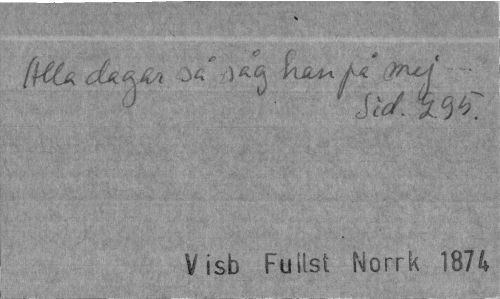 Alla dagar så såg han på mej ---
Sid. 295.
Visb Fullst Norrk 1874